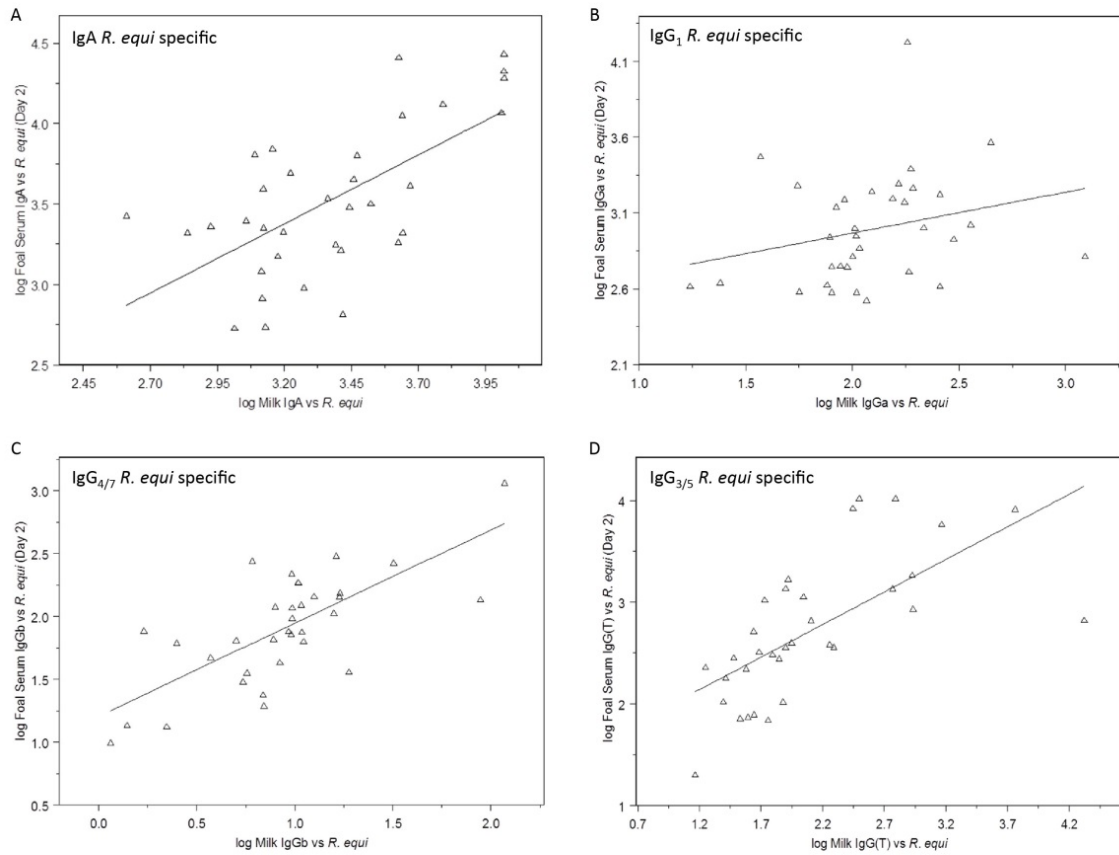 A
IgA R. equi specific
log Foal Serum IgA vs R. equi (Day 2)
4.5
4.0
3.5
3.0
2.5
2.45 2.70 2.95 3.20 3.45 3.70 3.95
log Milk IgA vs R. equi
B
IgG₁ R. equi specific
log Foal Serum IgGa vs R. equi (Day 2)
4.1
3.6
3.1
2.6
2.1
1.0 1.5 2.0 2.5 3.0
log Milk IgGa vs R. equi
C
IgG₄/₇ R. equi specific
log Foal Serum IgGb vs R. equi (Day 2)
3.0
2.5
2.0
1.5
1.0
0.5
0.0 0.5 1.0 1.5 2.0
log Milk IgGb vs R. equi
D
IgG₃/₅ R. equi specific
log Foal Serum IgG(T) vs R. equi (Day 2)
4
3
2
1
0.7 1.2 1.7 2.2 2.7 3.2 3.7 4.2
log Milk IgG(T) vs R. equi